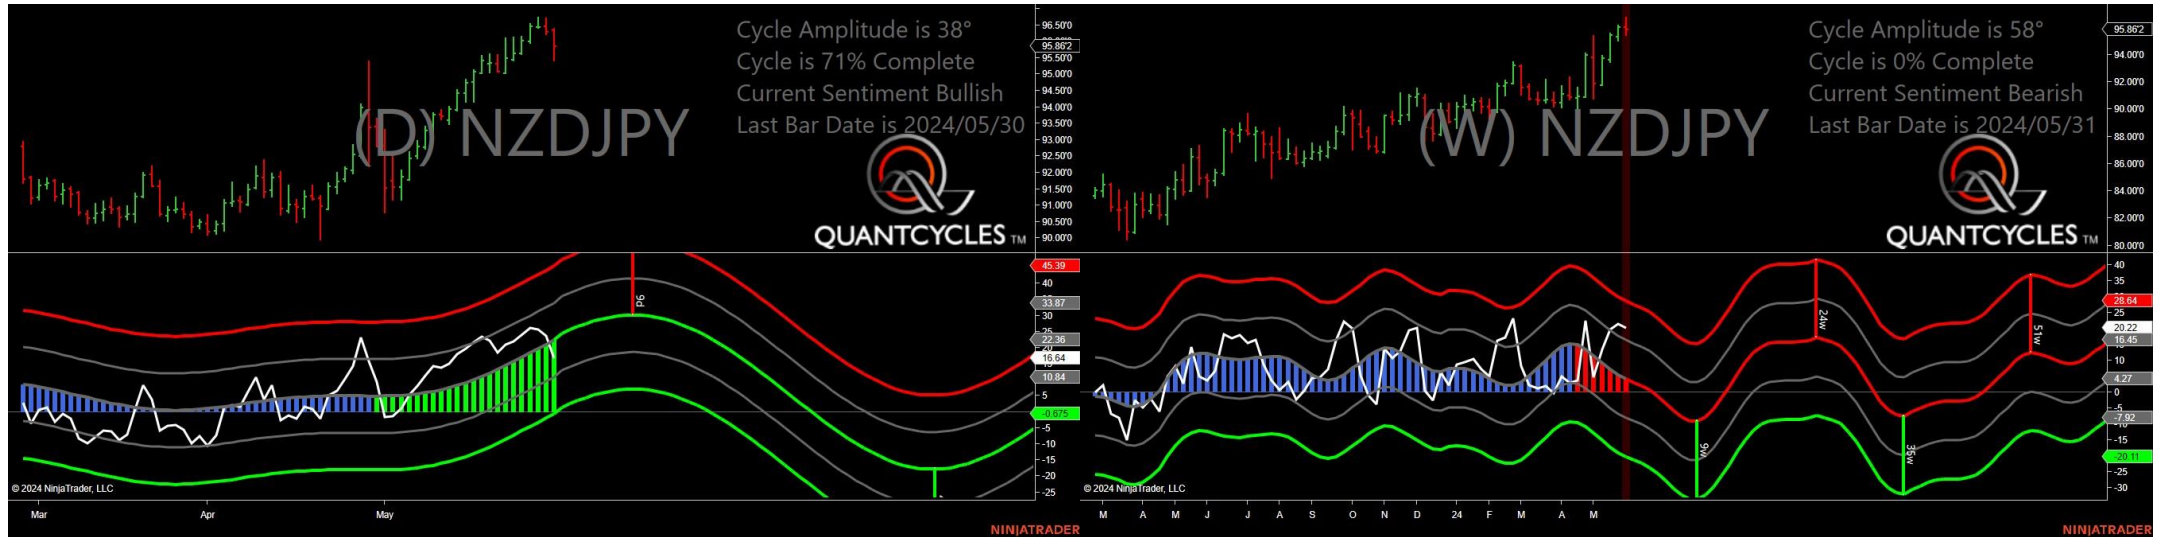 Cycle Amplitude is 38°
Cycle is 71% Complete
Current Sentiment Bullish
Last Bar Date is 2024/05/30
(D) NZDJPY
QUANTCYCLES TM
96.50'0
95.86'2
95.50'0
95.00'0
94.50'0
94.00'0
93.50'0
93.00'0
92.50'0
92.00'0
91.50'0
91.00'0
90.50'0
90.00'0
9d
45.39
40
33.87
30
25
22.36
16.64
10.84
5
-0.675
-5
-10
-15
-20
-25
© 2024 NinjaTrader, LLC
Mar Apr May
NINJATRADER
Cycle Amplitude is 58°
Cycle is 0% Complete
Current Sentiment Bearish
Last Bar Date is 2024/05/31
(W) NZDJPY
QUANTCYCLES TM
95.86'2
94.00'0
92.00'0
90.00'0
88.00'0
86.00'0
84.00'0
82.00'0
80.00'0
9w
24w
35w
51w
40
35
28.64
25
20.22
16.45
10
4.27
0
-5
-7.92
-15
-20.11
-25
-30
© 2024 NinjaTrader, LLC
M A M J J A S O N D 24 F M A M
NINJATRADER